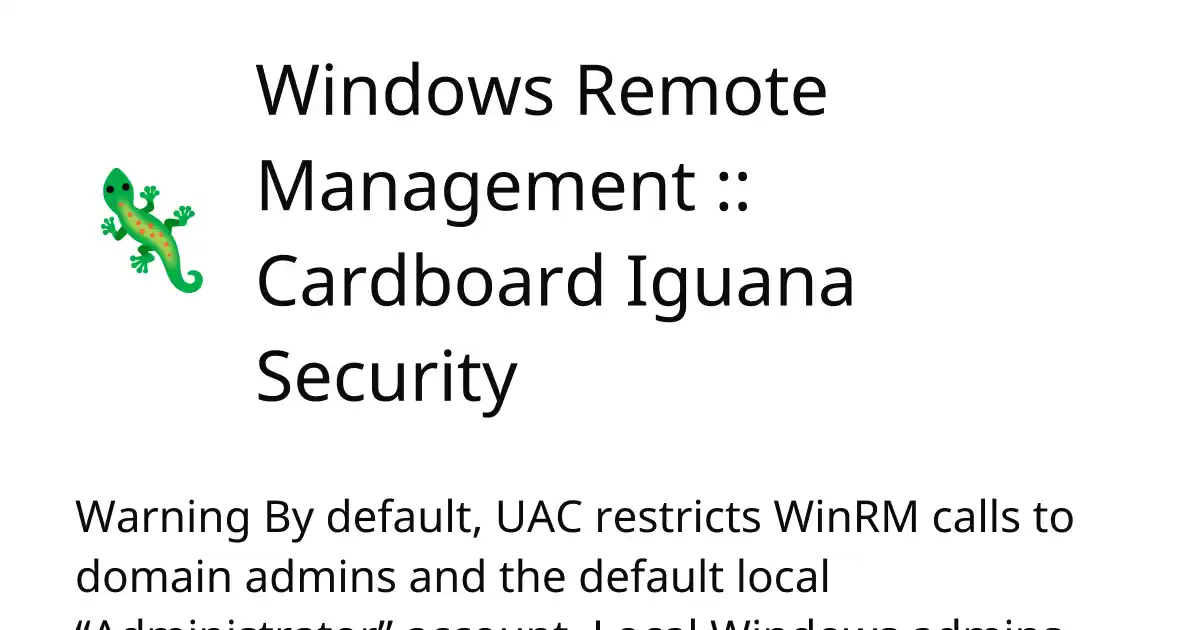 Windows Remote
Management ::
Cardboard Iguana
Security
Warning By default, UAC restricts WinRM calls to
domain admins and the default local
“Administrator” account. Local Windows admins